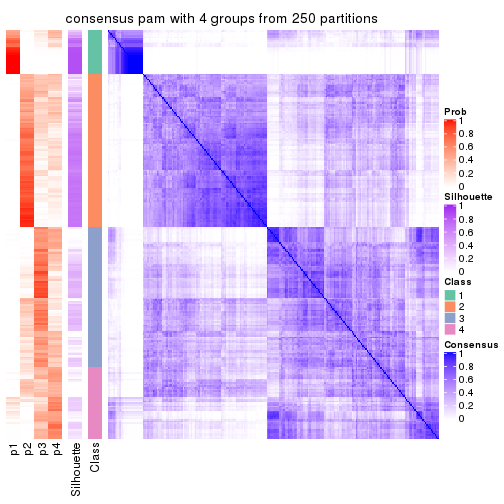 consensus pam with 4 groups from 250 partitions
Prob
1
0.8
0.6
0.4
0.2
0
Silhouette
1
0.8
0.6
0.4
0.2
0
Class
1
2
3
4
Consensus
1
0.8
0.6
0.4
0.2
0
p1
p2
p3
p4
Silhouette
Class